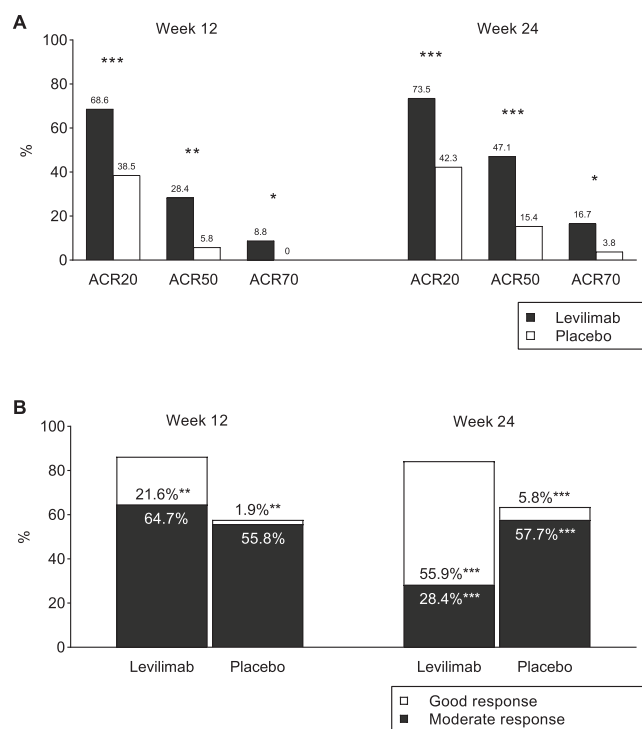 A
Week 12
Week 24
100
80
60
40
20
0
%
***
68.6
38.5
**
28.4
5.8
*
8.8
0
***
73.5
42.3
***
47.1
15.4
*
16.7
3.8
ACR20 ACR50 ACR70
ACR20 ACR50 ACR70
Levilimab
Placebo
B
Week 12
Week 24
100
80
60
40
20
0
%
21.6%**
64.7%
1.9%**
55.8%
55.9%***
28.4%***
5.8%***
57.7%***
Levilimab Placebo
Levilimab Placebo
Good response
Moderate response